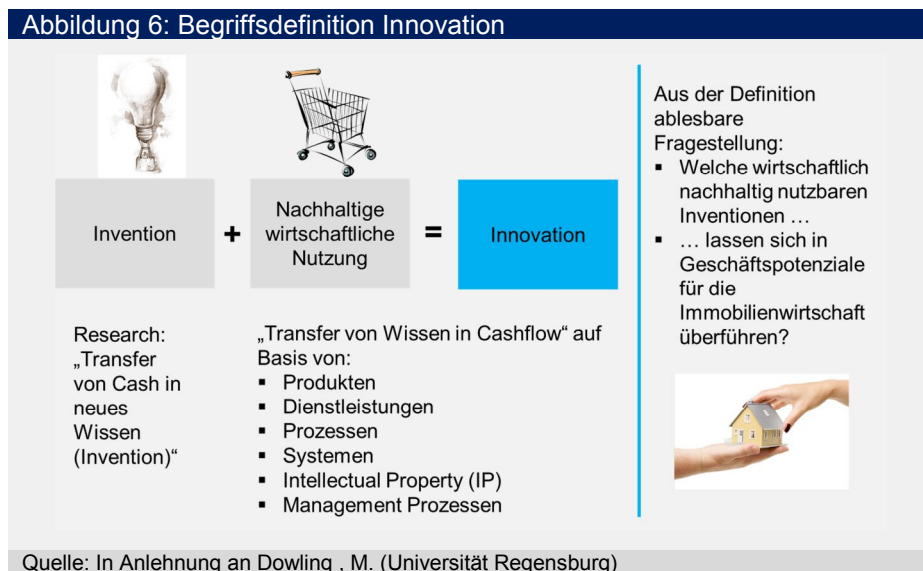 Abbildung 6: Begriffsdefinition Innovation
Invention
+
Nachhaltige
wirtschaftliche
Nutzung
=
Innovation
Research:
„Transfer
von Cash in
neues
Wissen
(Invention)“
„Transfer von Wissen in Cashflow“ auf
Basis von:
▪ Produkten
▪ Dienstleistungen
▪ Prozessen
▪ Systemen
▪ Intellectual Property (IP)
▪ Management Prozessen
Aus der Definition
ablesbare
Fragestellung:
▪ Welche wirtschaftlich
nachhaltig nutzbaren
Inventionen …
▪ … lassen sich in
Geschäftspotenziale
für die
Immobilienwirtschaft
überführen?
Quelle: In Anlehnung an Dowling , M. (Universität Regensburg)